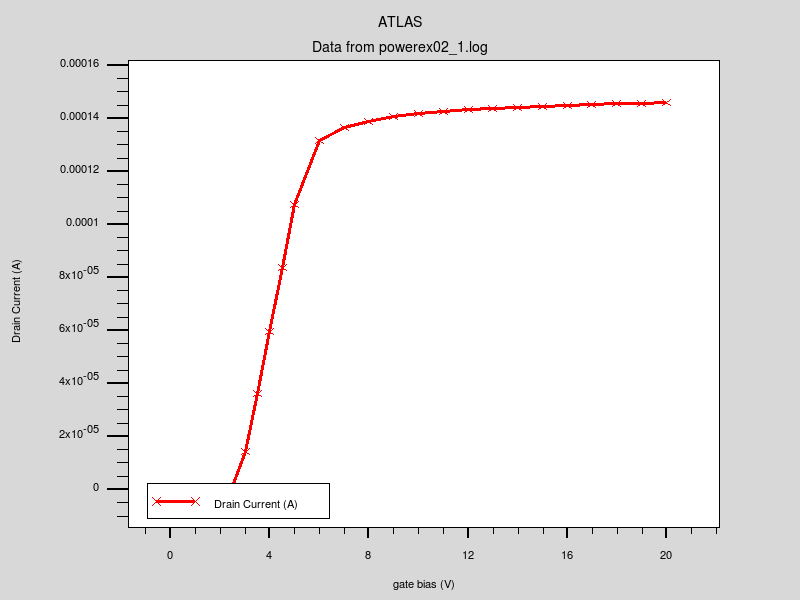 ATLAS
Data from powerex02_1.log
Drain Current (A)
0.00016
0.00014
0.00012
0.0001
8x10-05
6x10-05
4x10-05
2x10-05
0
Drain Current (A)
0 4 8 12 16 20
gate bias (V)